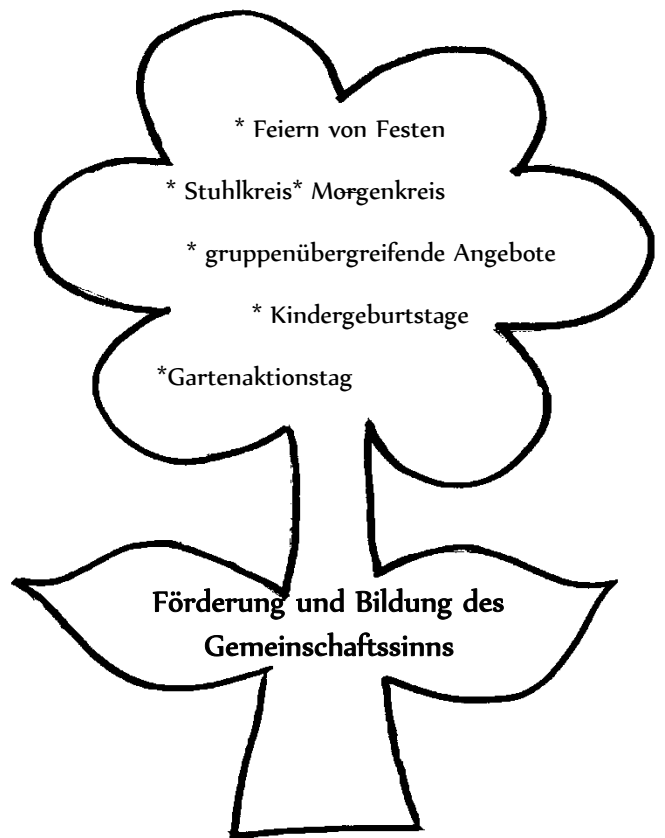 * Feiern von Festen
* Stuhlkreis* Morgenkreis
* gruppenübergreifende Angebote
* Kindergeburtstage
*Gartenaktionstag
Förderung und Bildung des
Gemeinschaftssinns